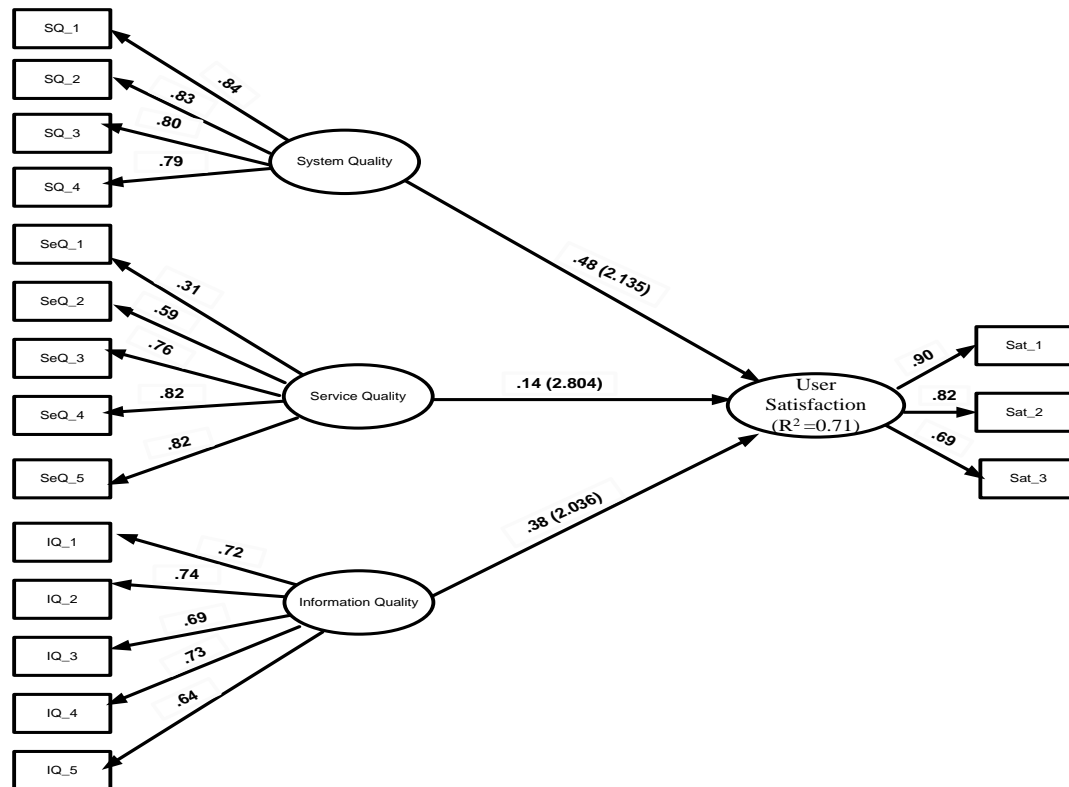 SQ_1
SQ_2
SQ_3
SQ_4
.84
.83
.80
.79
System Quality
.48 (2.135)
SeQ_1
SeQ_2
SeQ_3
SeQ_4
SeQ_5
.31
.59
.76
.82
.82
Service Quality
.14 (2.804)
IQ_1
IQ_2
IQ_3
IQ_4
IQ_5
.72
.74
.69
.73
.64
Information Quality
.38 (2.036)
User
Satisfaction
(R²=0.71)
.90
.82
.69
Sat_1
Sat_2
Sat_3